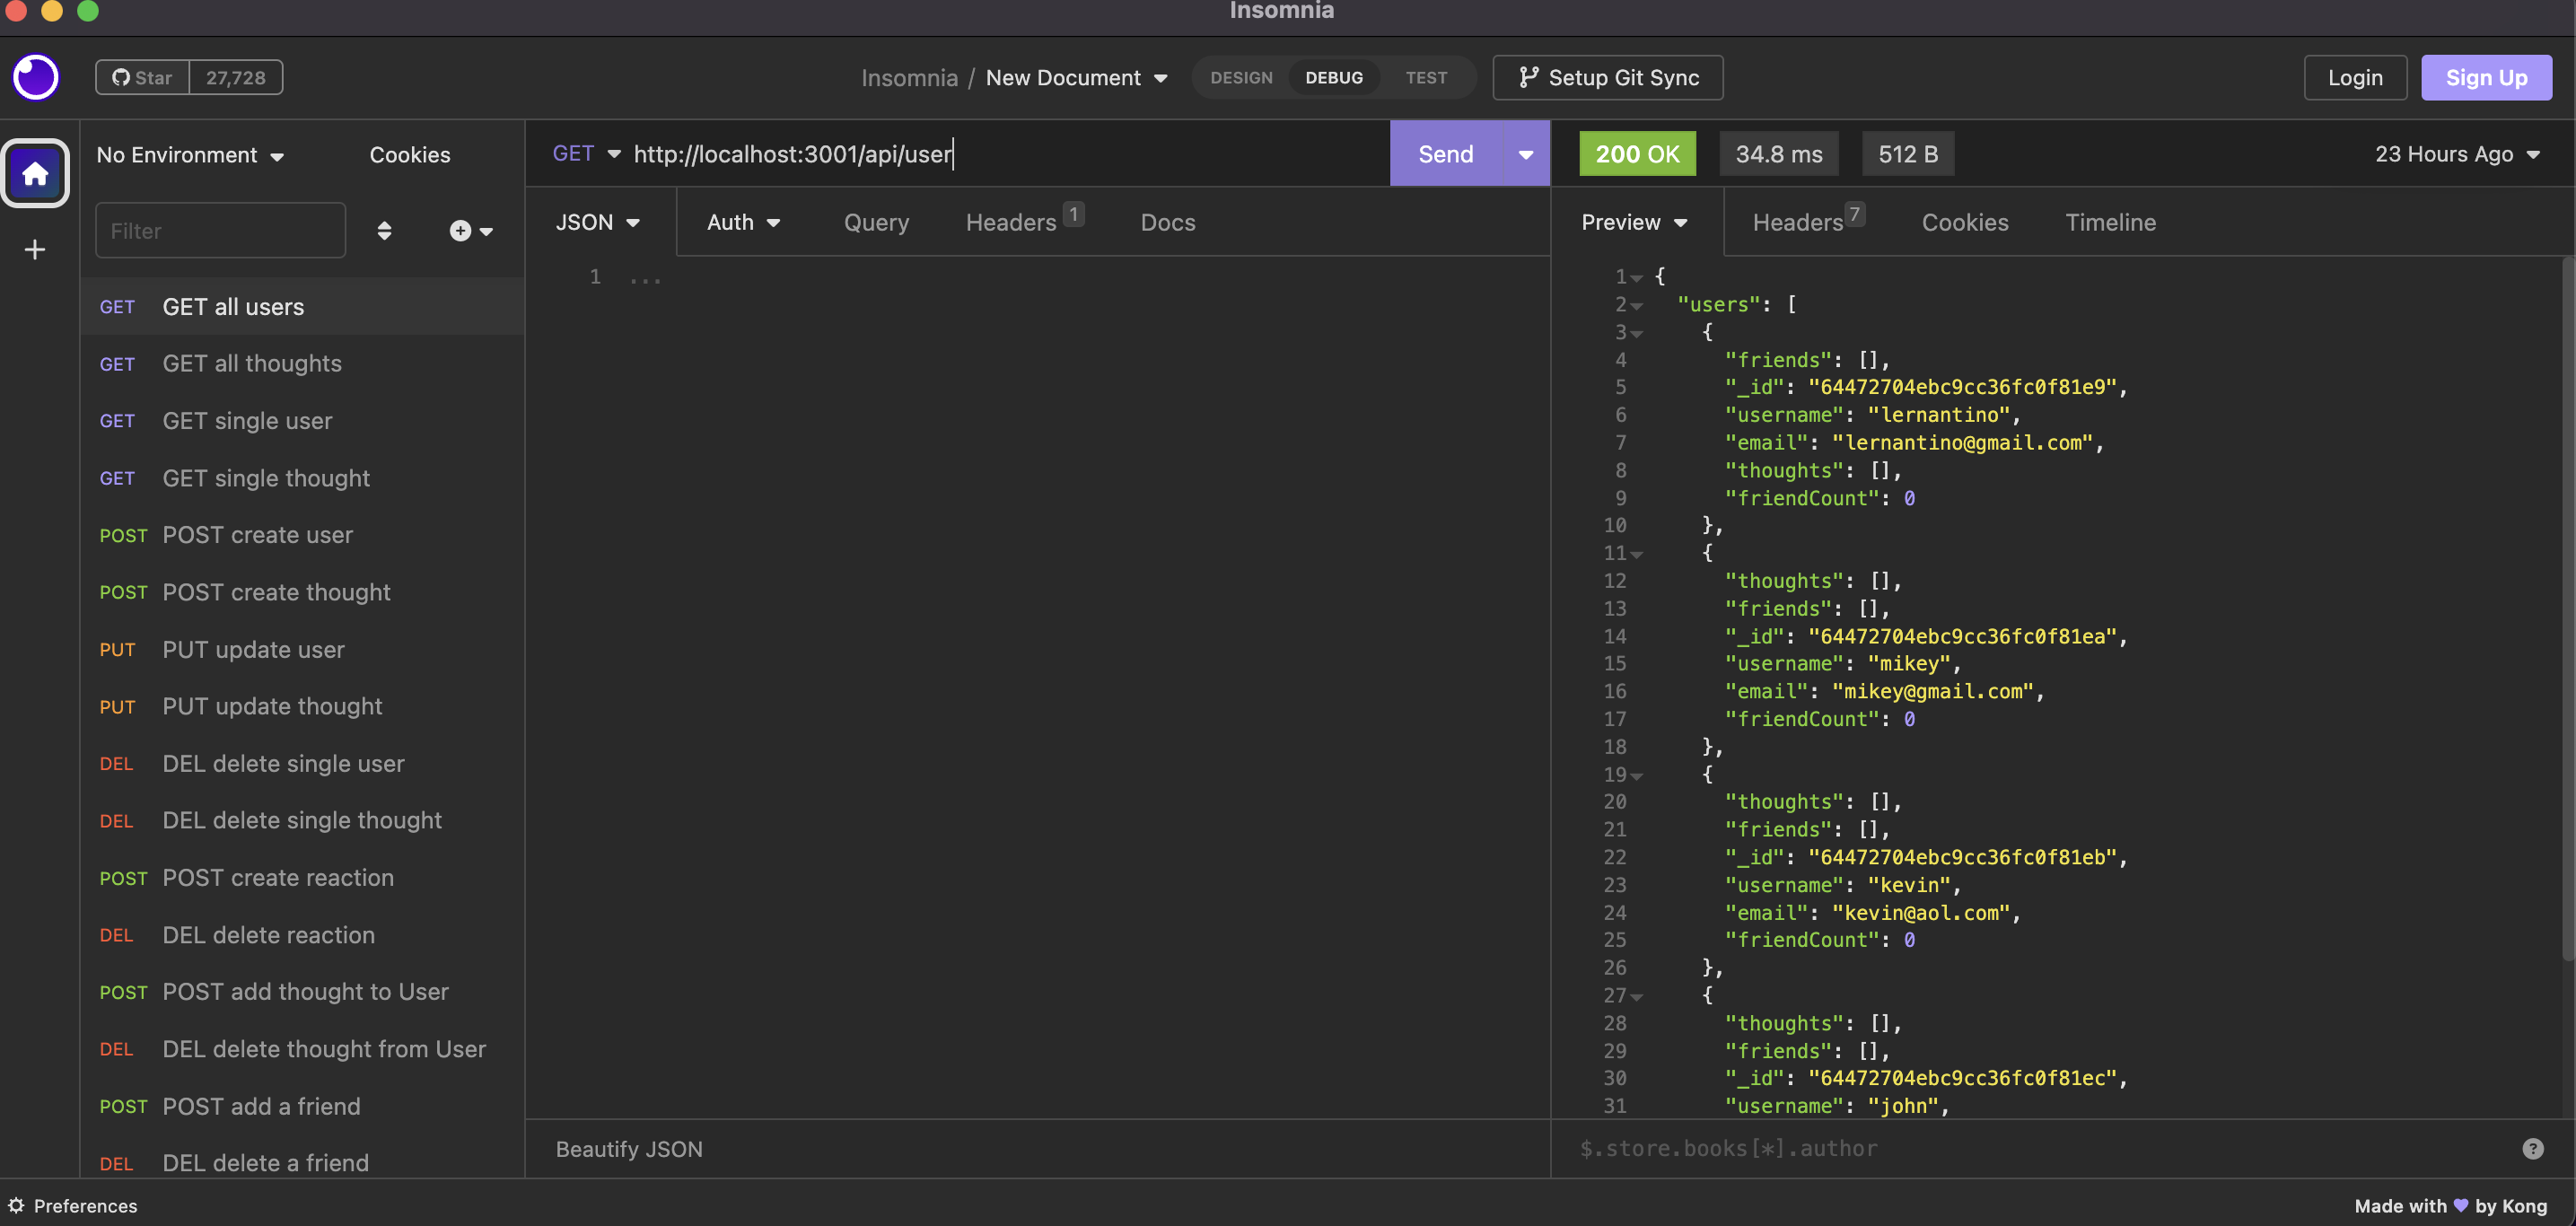 Insomnia
Star 27,728
Insomnia / New Document
DESIGN DEBUG TEST
Setup Git Sync
Login
Sign Up
No Environment
Cookies
Filter
GET GET all users
GET GET all thoughts
GET GET single user
GET GET single thought
POST POST create user
POST POST create thought
PUT PUT update user
PUT PUT update thought
DEL DEL delete single user
DEL DEL delete single thought
POST POST create reaction
DEL DEL delete reaction
POST POST add thought to User
DEL DEL delete thought from User
POST POST add a friend
DEL DEL delete a friend
GET http://localhost:3001/api/user
Send
JSON Auth Query Headers 1 Docs
1 ...
Beautify JSON
200 OK 34.8 ms 512 B 23 Hours Ago
Preview Headers 7 Cookies Timeline
1 {
2 "users": [
3 {
4 "friends": [],
5 "_id": "64472704ebc9cc36fc0f81e9",
6 "username": "lernantino",
7 "email": "lernantino@gmail.com",
8 "thoughts": [],
9 "friendCount": 0
10 },
11 {
12 "thoughts": [],
13 "friends": [],
14 "_id": "64472704ebc9cc36fc0f81ea",
15 "username": "mikey",
16 "email": "mikey@gmail.com",
17 "friendCount": 0
18 },
19 {
20 "thoughts": [],
21 "friends": [],
22 "_id": "64472704ebc9cc36fc0f81eb",
23 "username": "kevin",
24 "email": "kevin@aol.com",
25 "friendCount": 0
26 },
27 {
28 "thoughts": [],
29 "friends": [],
30 "_id": "64472704ebc9cc36fc0f81ec",
31 "username": "john",
$.store.books[*].author
?
Preferences
Made with 💜 by Kong